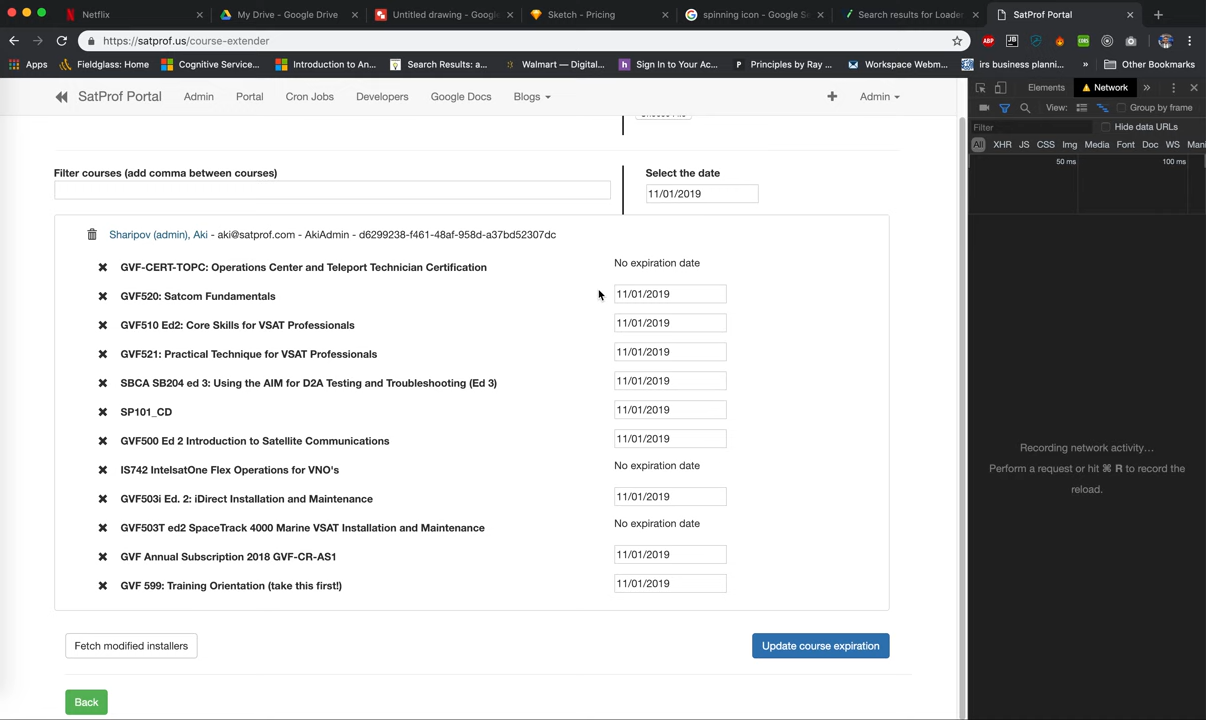 Netflix
My Drive - Google Drive
Untitled drawing - Google
Sketch - Pricing
spinning icon - Google Se
Search results for Loader
SatProf Portal
https://satprof.us/course-extender
ABP
JB
CORS
Apps
Fieldglass: Home
Cognitive Service...
Introduction to An...
Search Results: a...
Walmart — Digital...
Sign In to Your Ac...
Principles by Ray ...
Workspace Webm...
irs business planni...
»
Other Bookmarks
SatProf Portal
Admin
Portal
Cron Jobs
Developers
Google Docs
Blogs
Admin
Elements
Network
»
View:
Group by frame
Filter
Hide data URLs
All
XHR
JS
CSS
Img
Media
Font
Doc
WS
Mani
50 ms
100 ms
Choose File
Filter courses (add comma between courses)
Select the date
11/01/2019
Sharipov (admin), Aki - aki@satprof.com - AkiAdmin - d6299238-f461-48af-958d-a37bd52307dc
GVF-CERT-TOPC: Operations Center and Teleport Technician Certification
No expiration date
GVF520: Satcom Fundamentals
11/01/2019
GVF510 Ed2: Core Skills for VSAT Professionals
11/01/2019
GVF521: Practical Technique for VSAT Professionals
11/01/2019
SBCA SB204 ed 3: Using the AIM for D2A Testing and Troubleshooting (Ed 3)
11/01/2019
SP101_CD
11/01/2019
GVF500 Ed 2 Introduction to Satellite Communications
11/01/2019
IS742 IntelsatOne Flex Operations for VNO's
No expiration date
GVF503i Ed. 2: iDirect Installation and Maintenance
11/01/2019
GVF503T ed2 SpaceTrack 4000 Marine VSAT Installation and Maintenance
No expiration date
GVF Annual Subscription 2018 GVF-CR-AS1
11/01/2019
GVF 599: Training Orientation (take this first!)
11/01/2019
Recording network activity…
Perform a request or hit ⌘ R to record the
reload.
Fetch modified installers
Update course expiration
Back